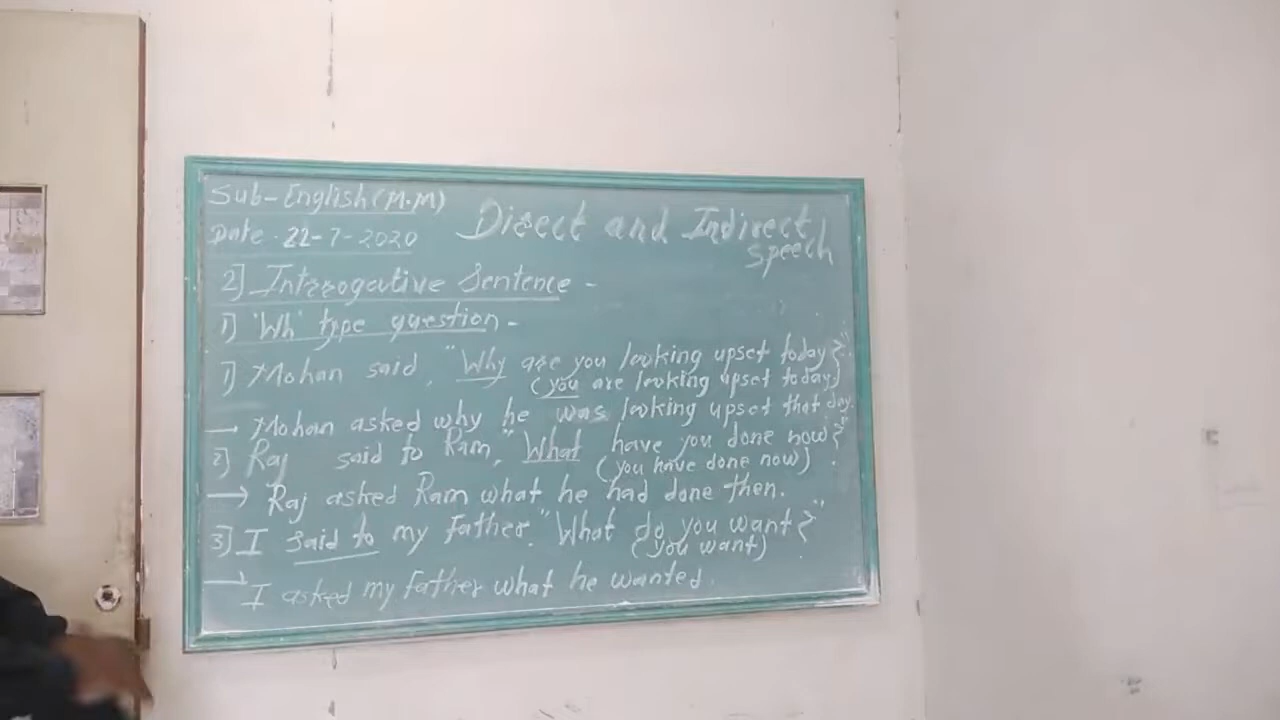 Sub-English(M.M)
Date. 22-7-2020
Direct and Indirect
Speech
2] Interrogative Sentence -
1) 'Wh' type question -
1) Mohan said, "Why are you looking upset today?"
(you are looking upset today)
→ Mohan asked why he was looking upset that day.
2) Raj said to Ram, "What have you done now?"
(you have done now)
→ Raj asked Ram what he had done then.
3) I said to my father, "What do you want?"
(you want)
→ I asked my father what he wanted.